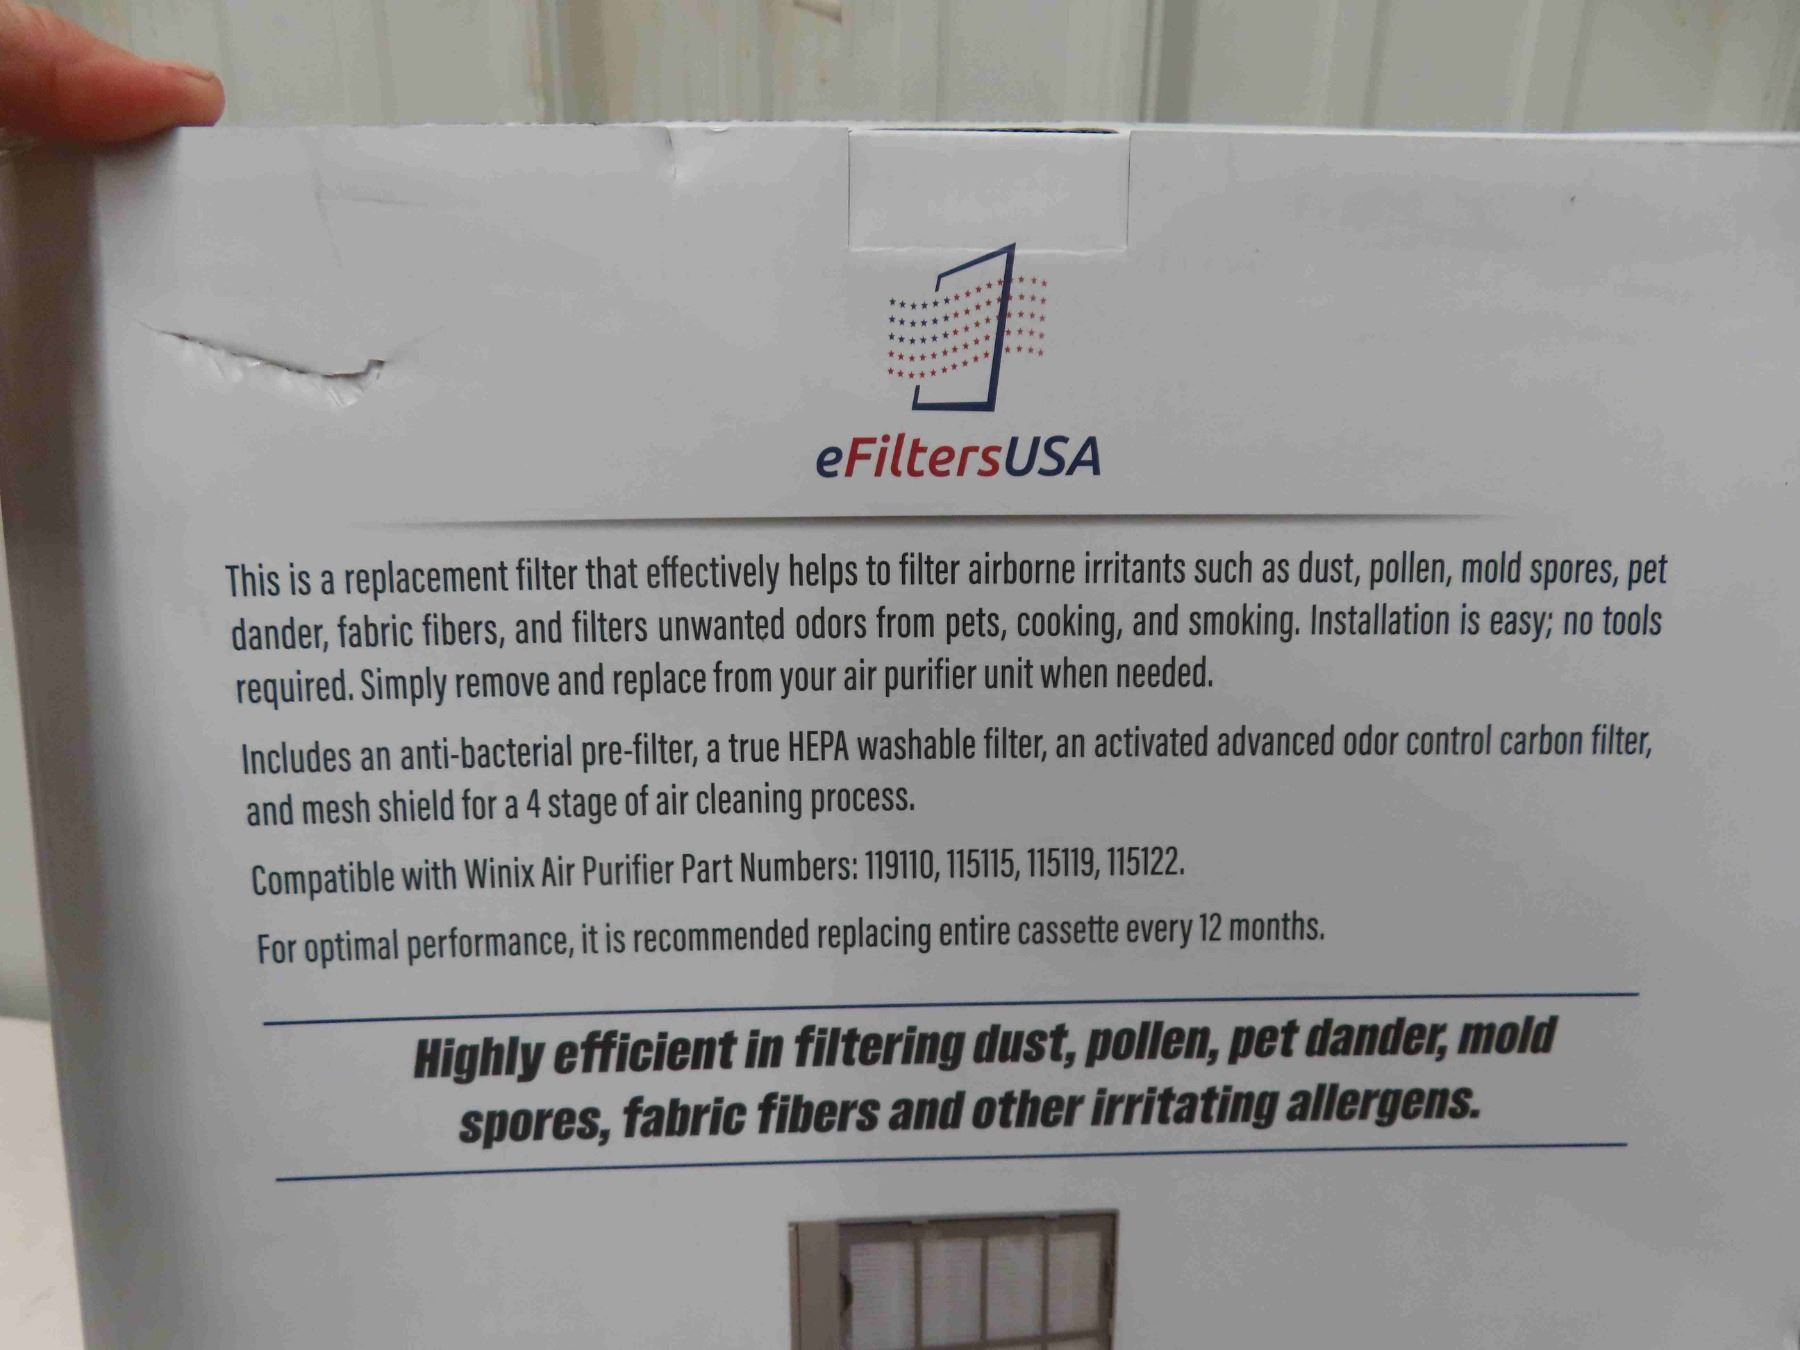 eFiltersUSA
This is a replacement filter that effectively helps to filter airborne irritants such as dust, pollen, mold spores, pet
dander, fabric fibers, and filters unwanted odors from pets, cooking, and smoking. Installation is easy; no tools
required. Simply remove and replace from your air purifier unit when needed.
Includes an anti-bacterial pre-filter, a true HEPA washable filter, an activated advanced odor control carbon filter,
and mesh shield for a 4 stage of air cleaning process.
Compatible with Winix Air Purifier Part Numbers: 119110, 115115, 115119, 115122.
For optimal performance, it is recommended replacing entire cassette every 12 months.
Highly efficient in filtering dust, pollen, pet dander, mold
spores, fabric fibers and other irritating allergens.